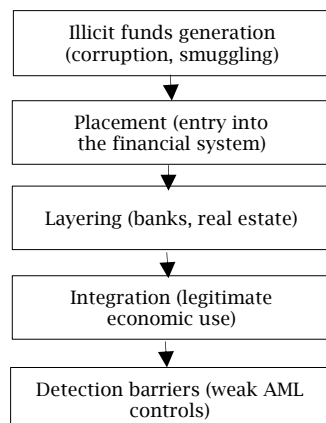 Illicit funds generation
(corruption, smuggling)
Placement (entry into
the financial system)
Layering (banks, real estate)
Integration (legitimate
economic use)
Detection barriers (weak AML
controls)